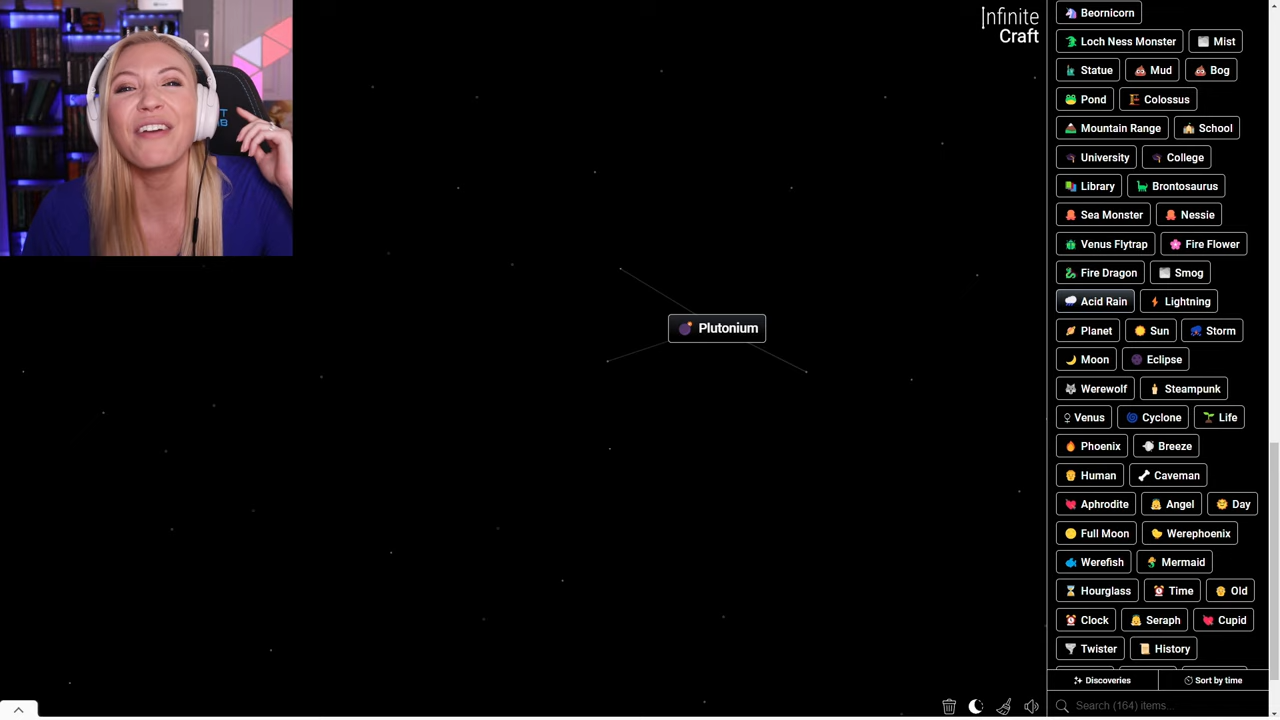 Infinite
Craft
Plutonium
Beornicorn
Loch Ness Monster Mist
Statue Mud Bog
Pond Colossus
Mountain Range School
University College
Library Brontosaurus
Sea Monster Nessie
Venus Flytrap Fire Flower
Fire Dragon Smog
Acid Rain Lightning
Planet Sun Storm
Moon Eclipse
Werewolf Steampunk
Venus Cyclone Life
Phoenix Breeze
Human Caveman
Aphrodite Angel Day
Full Moon Werephoenix
Werefish Mermaid
Hourglass Time Old
Clock Seraph Cupid
Twister History
Discoveries Sort by time
Search (164) items...